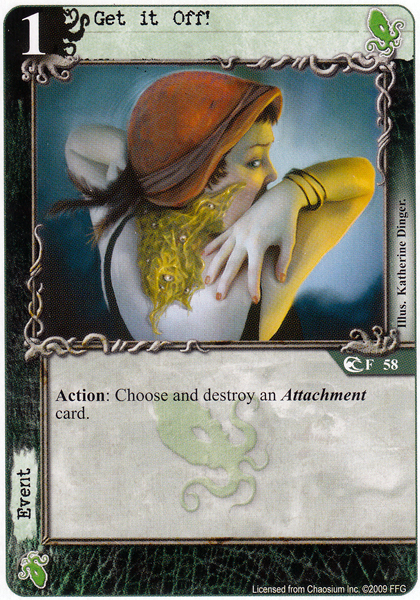 1
Get it Off!
Illus. Katherine Dinger.
F 58
Action: Choose and destroy an Attachment
card.
Event
Licensed from Chaosium Inc. ©2009 FFG